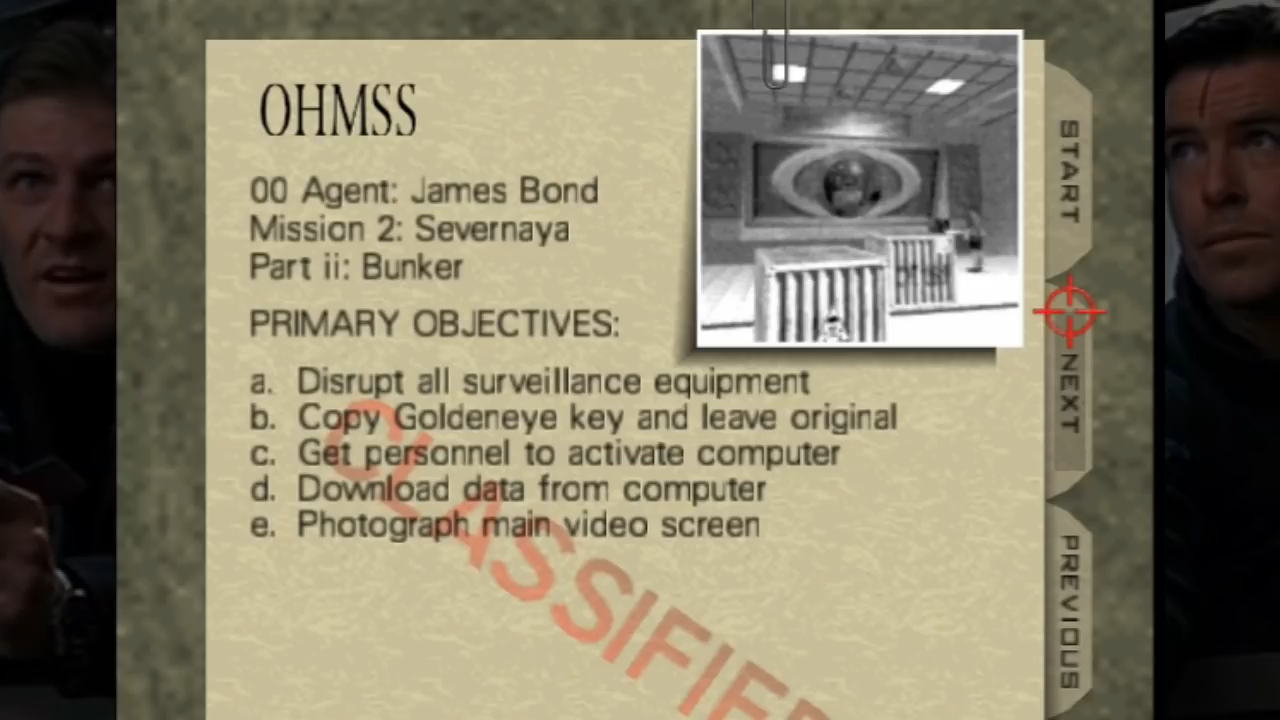 OHMSS
00 Agent: James Bond
Mission 2: Severnaya
Part ii: Bunker
PRIMARY OBJECTIVES:
a. Disrupt all surveillance equipment
b. Copy Goldeneye key and leave original
c. Get personnel to activate computer
d. Download data from computer
e. Photograph main video screen
CLASSIFIE
START
NEXT
PREVIOUS